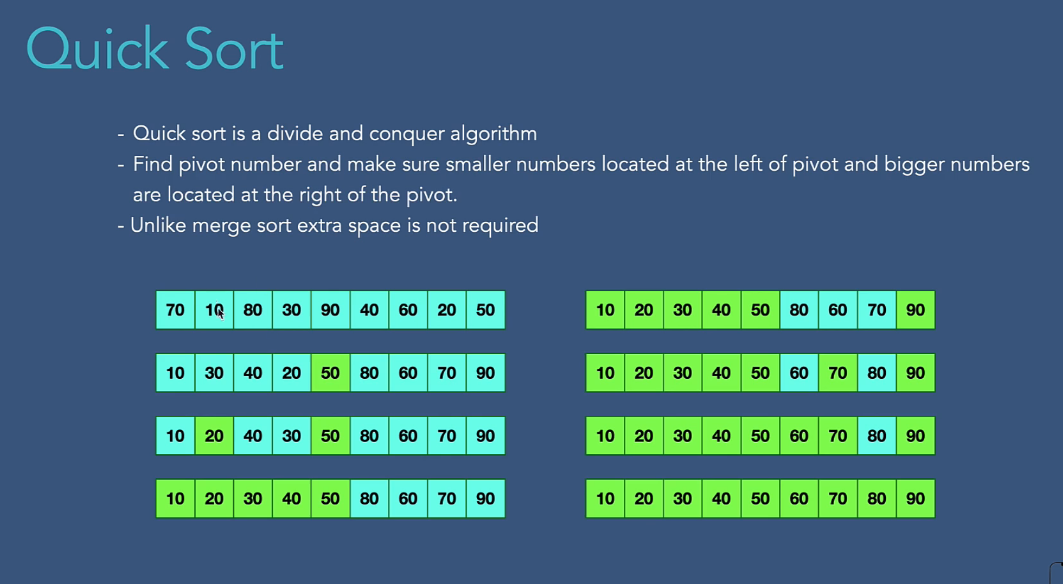 Quick Sort
- Quick sort is a divide and conquer algorithm
- Find pivot number and make sure smaller numbers located at the left of pivot and bigger numbers
are located at the right of the pivot.
- Unlike merge sort extra space is not required
70 10 80 30 90 40 60 20 50
10 30 40 20 50 80 60 70 90
10 20 40 30 50 80 60 70 90
10 20 30 40 50 80 60 70 90
10 20 30 40 50 80 60 70 90
10 20 30 40 50 60 70 80 90
10 20 30 40 50 60 70 80 90
10 20 30 40 50 60 70 80 90